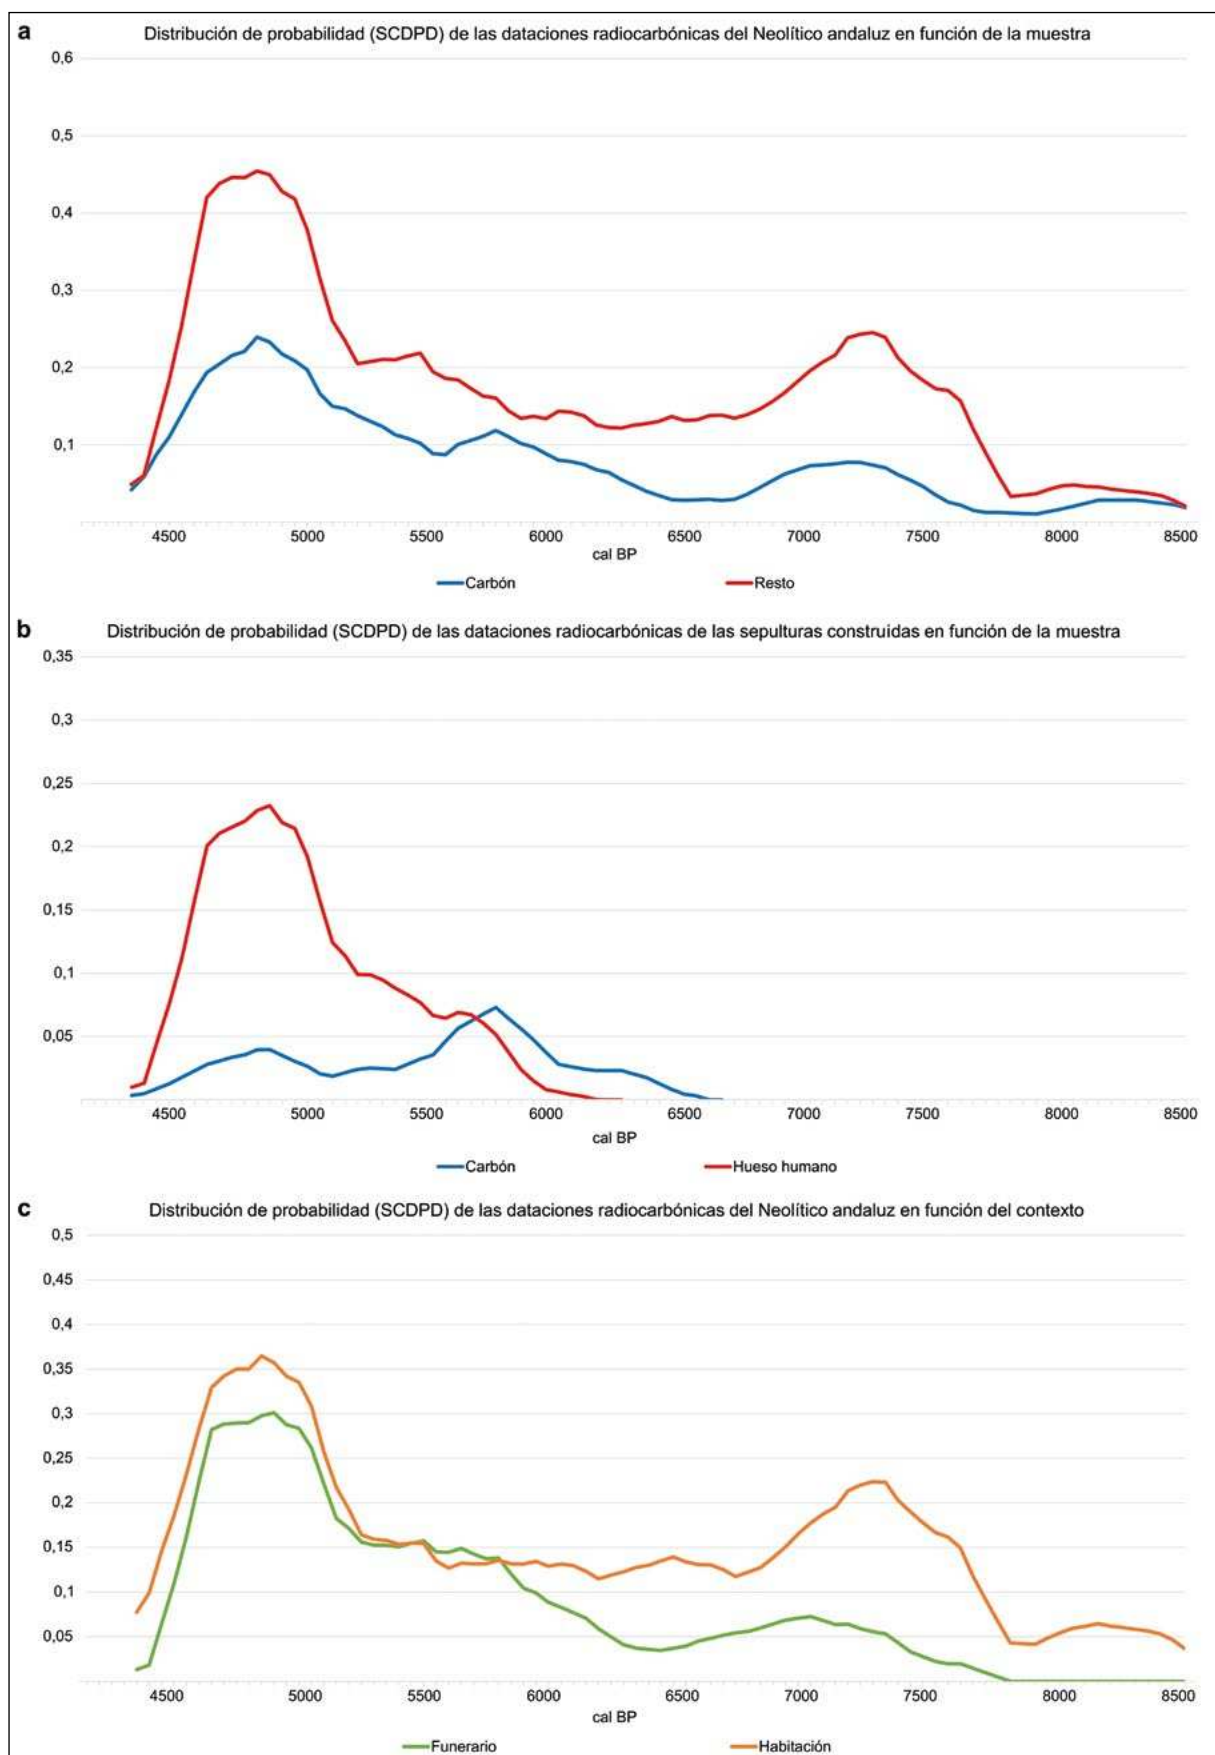 a
Distribución de probabilidad (SCDPD) de las dataciones radiocarbónicas del Neolítico andaluz en función de la muestra
0,6
0,5
0,4
0,3
0,2
0,1
4500 5000 5500 6000 6500 7000 7500 8000 8500
cal BP
Carbón Resto
b
Distribución de probabilidad (SCDPD) de las dataciones radiocarbónicas de las sepulturas construidas en función de la muestra
0,35
0,3
0,25
0,2
0,15
0,1
0,05
4500 5000 5500 6000 6500 7000 7500 8000 8500
cal BP
Carbón Hueso humano
c
Distribución de probabilidad (SCDPD) de las dataciones radiocarbónicas del Neolítico andaluz en función del contexto
0,5
0,45
0,4
0,35
0,3
0,25
0,2
0,15
0,1
0,05
4500 5000 5500 6000 6500 7000 7500 8000 8500
cal BP
Funerario Habitación